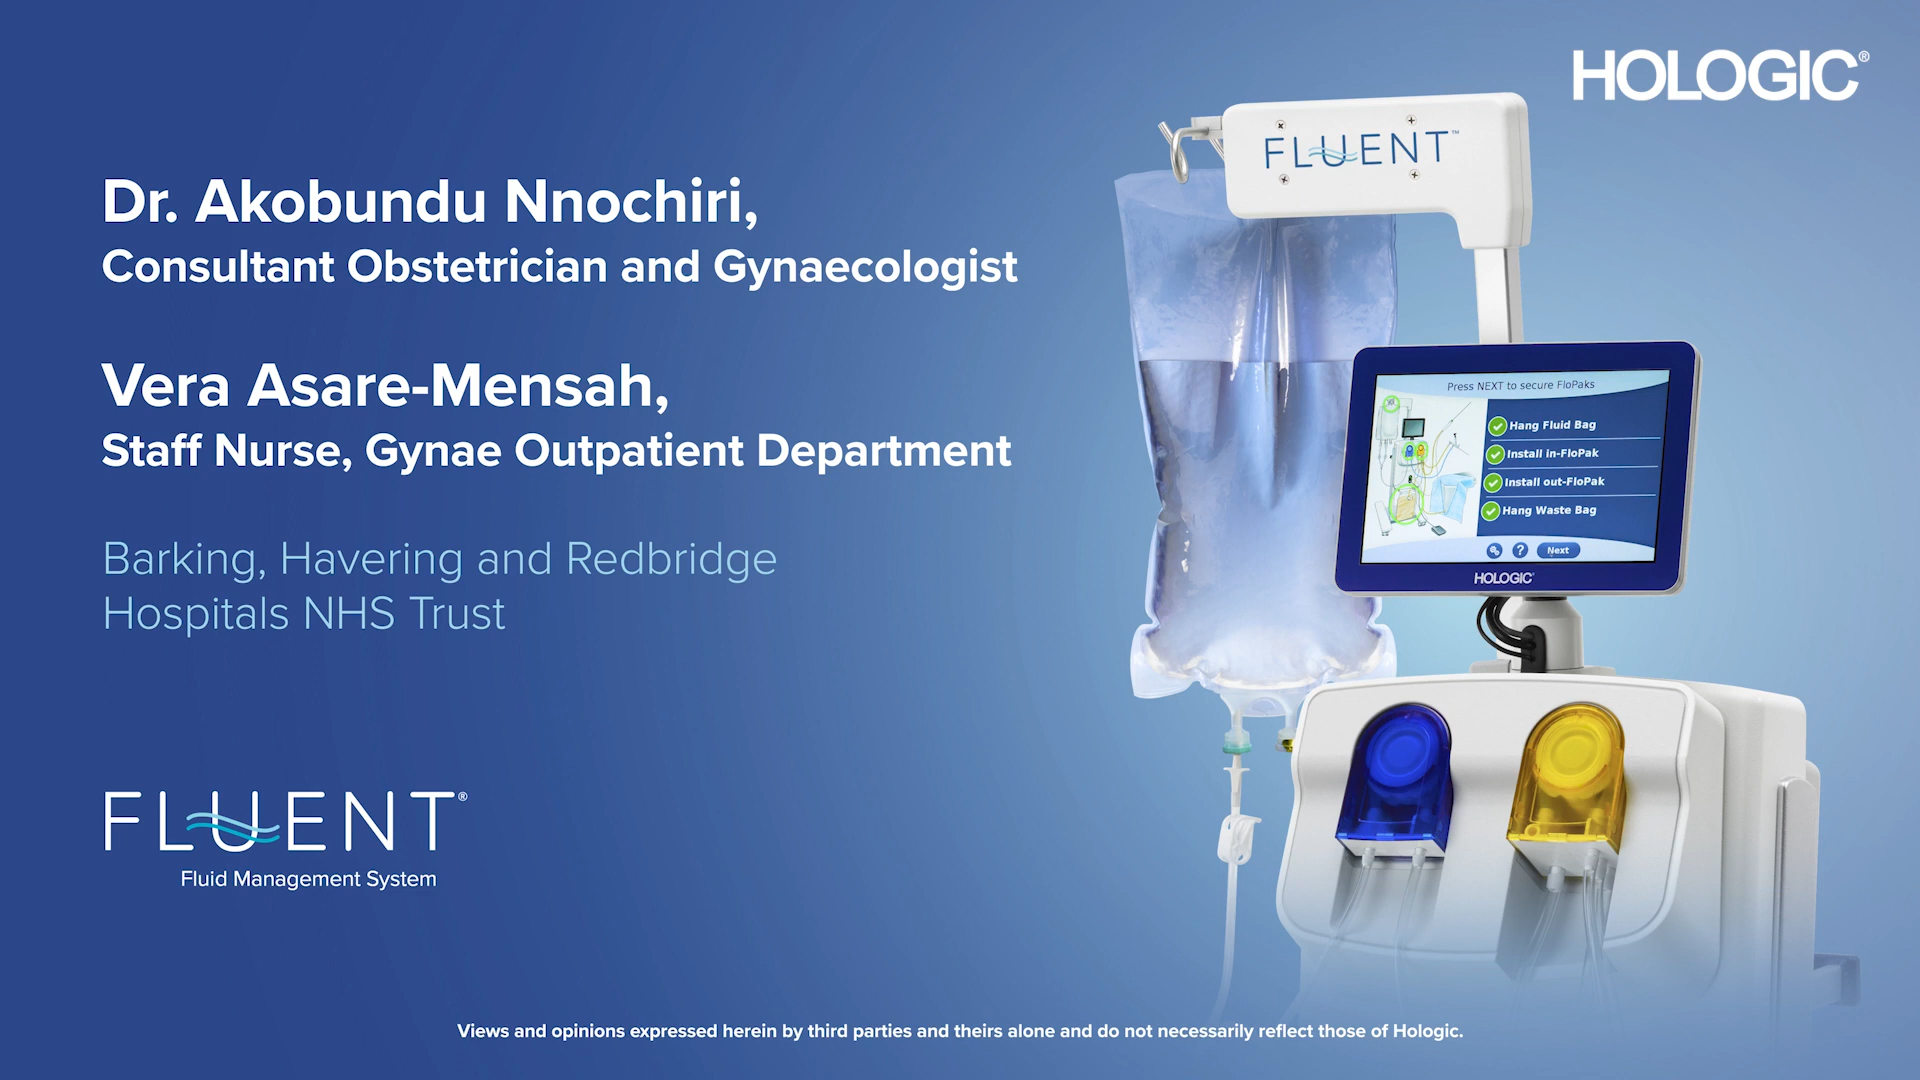 HOLOGIC®
FLUENT™
Dr. Akobundu Nnochiri,
Consultant Obstetrician and Gynaecologist
Vera Asare-Mensah,
Staff Nurse, Gynae Outpatient Department
Barking, Havering and Redbridge
Hospitals NHS Trust
Press NEXT to secure FloPaks
Hang Fluid Bag
Install in-FloPak
Install out-FloPak
Hang Waste Bag
? Next
HOLOGIC®
FLUENT®
Fluid Management System
Views and opinions expressed herein by third parties and theirs alone and do not necessarily reflect those of Hologic.